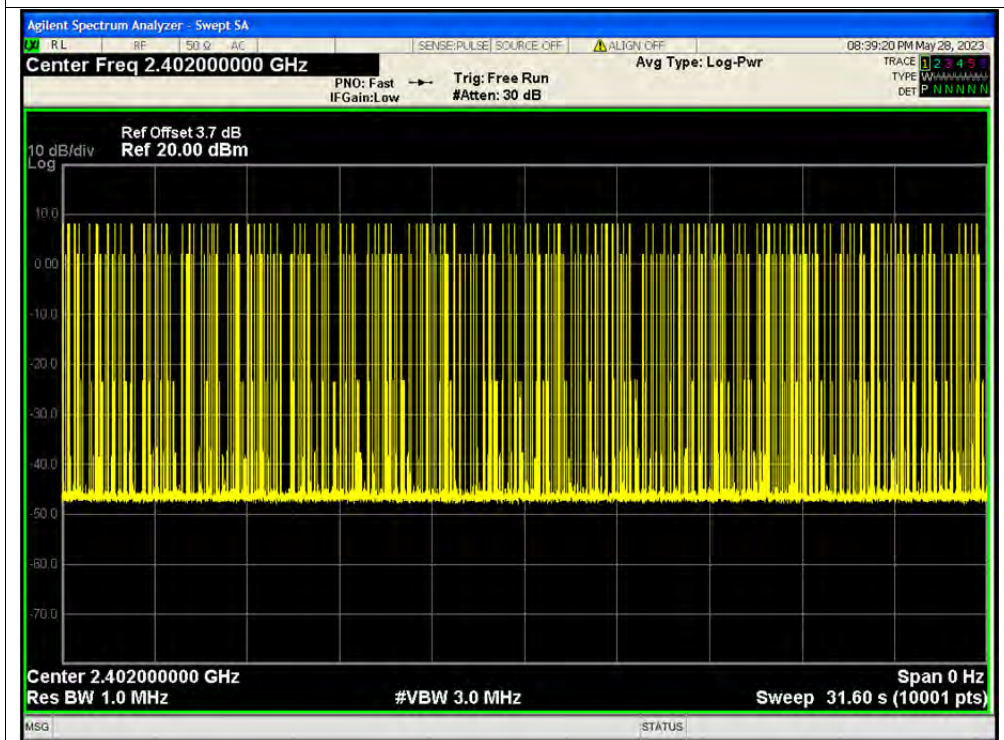 Agilent Spectrum Analyzer - Swept SA
LXI RL RF 50 Ω AC SENSE:PULSE SOURCE OFF ALIGN OFF 08:39:20 PM May 28, 2023
Center Freq 2.402000000 GHz
PNO: Fast Trig: Free Run Avg Type: Log-Pwr TRACE 1 2 3 4 5 6
IFGain:Low #Atten: 30 dB TYPE WWWWWW
DET P N N N N N
Ref Offset 3.7 dB
10 dB/div Ref 20.00 dBm
Log
10.0
0.00
-10.0
-20.0
-30.0
-40.0
-50.0
-60.0
-70.0
Center 2.402000000 GHz Span 0 Hz
Res BW 1.0 MHz #VBW 3.0 MHz Sweep 31.60 s (10001 pts)
MSG STATUS